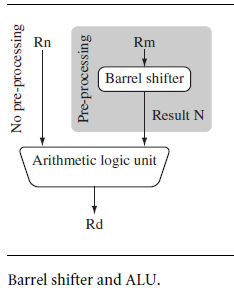 No pre-processing
Rn
Pre-processing
Rm
Barrel shifter
Result N
Arithmetic logic unit
Rd
Barrel shifter and ALU.